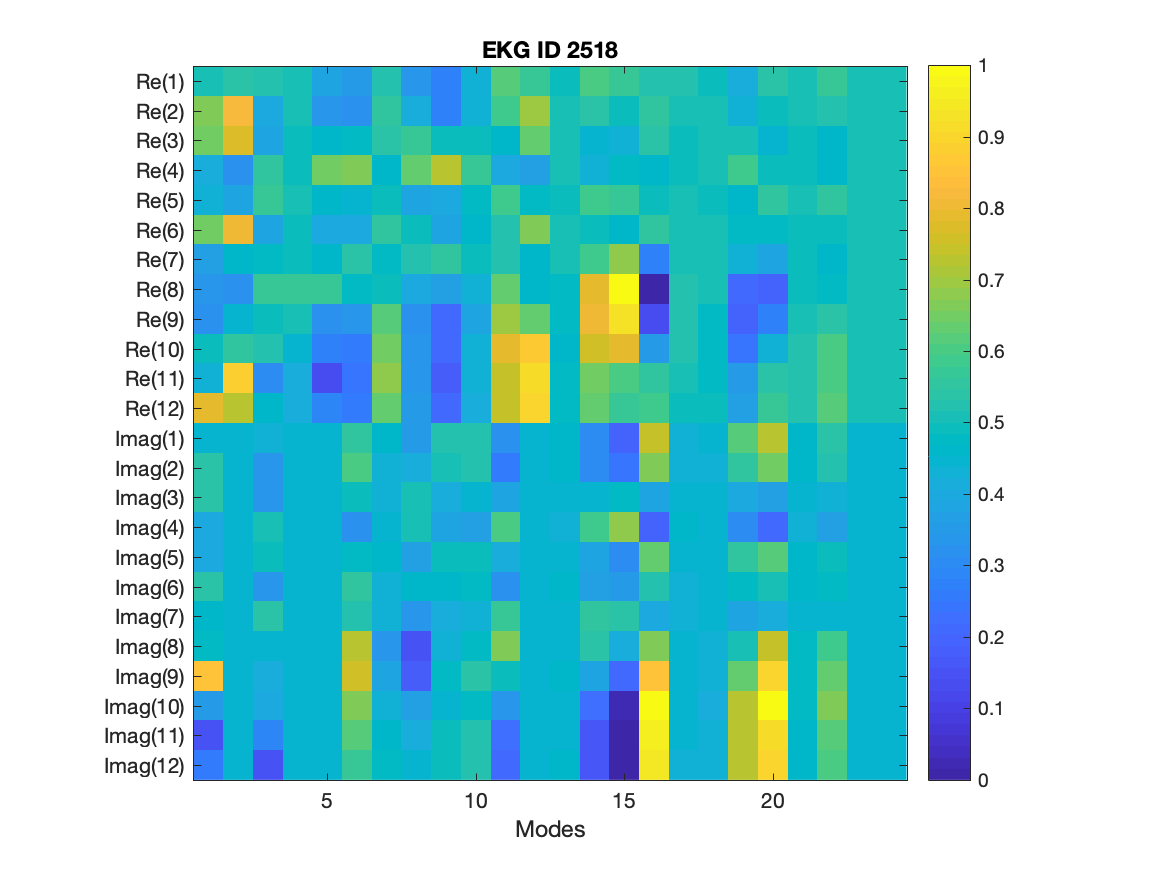 EKG ID 2518
Re(1)
Re(2)
Re(3)
Re(4)
Re(5)
Re(6)
Re(7)
Re(8)
Re(9)
Re(10)
Re(11)
Re(12)
Imag(1)
Imag(2)
Imag(3)
Imag(4)
Imag(5)
Imag(6)
Imag(7)
Imag(8)
Imag(9)
Imag(10)
Imag(11)
Imag(12)
5 10 15 20
Modes
1
0.9
0.8
0.7
0.6
0.5
0.4
0.3
0.2
0.1
0